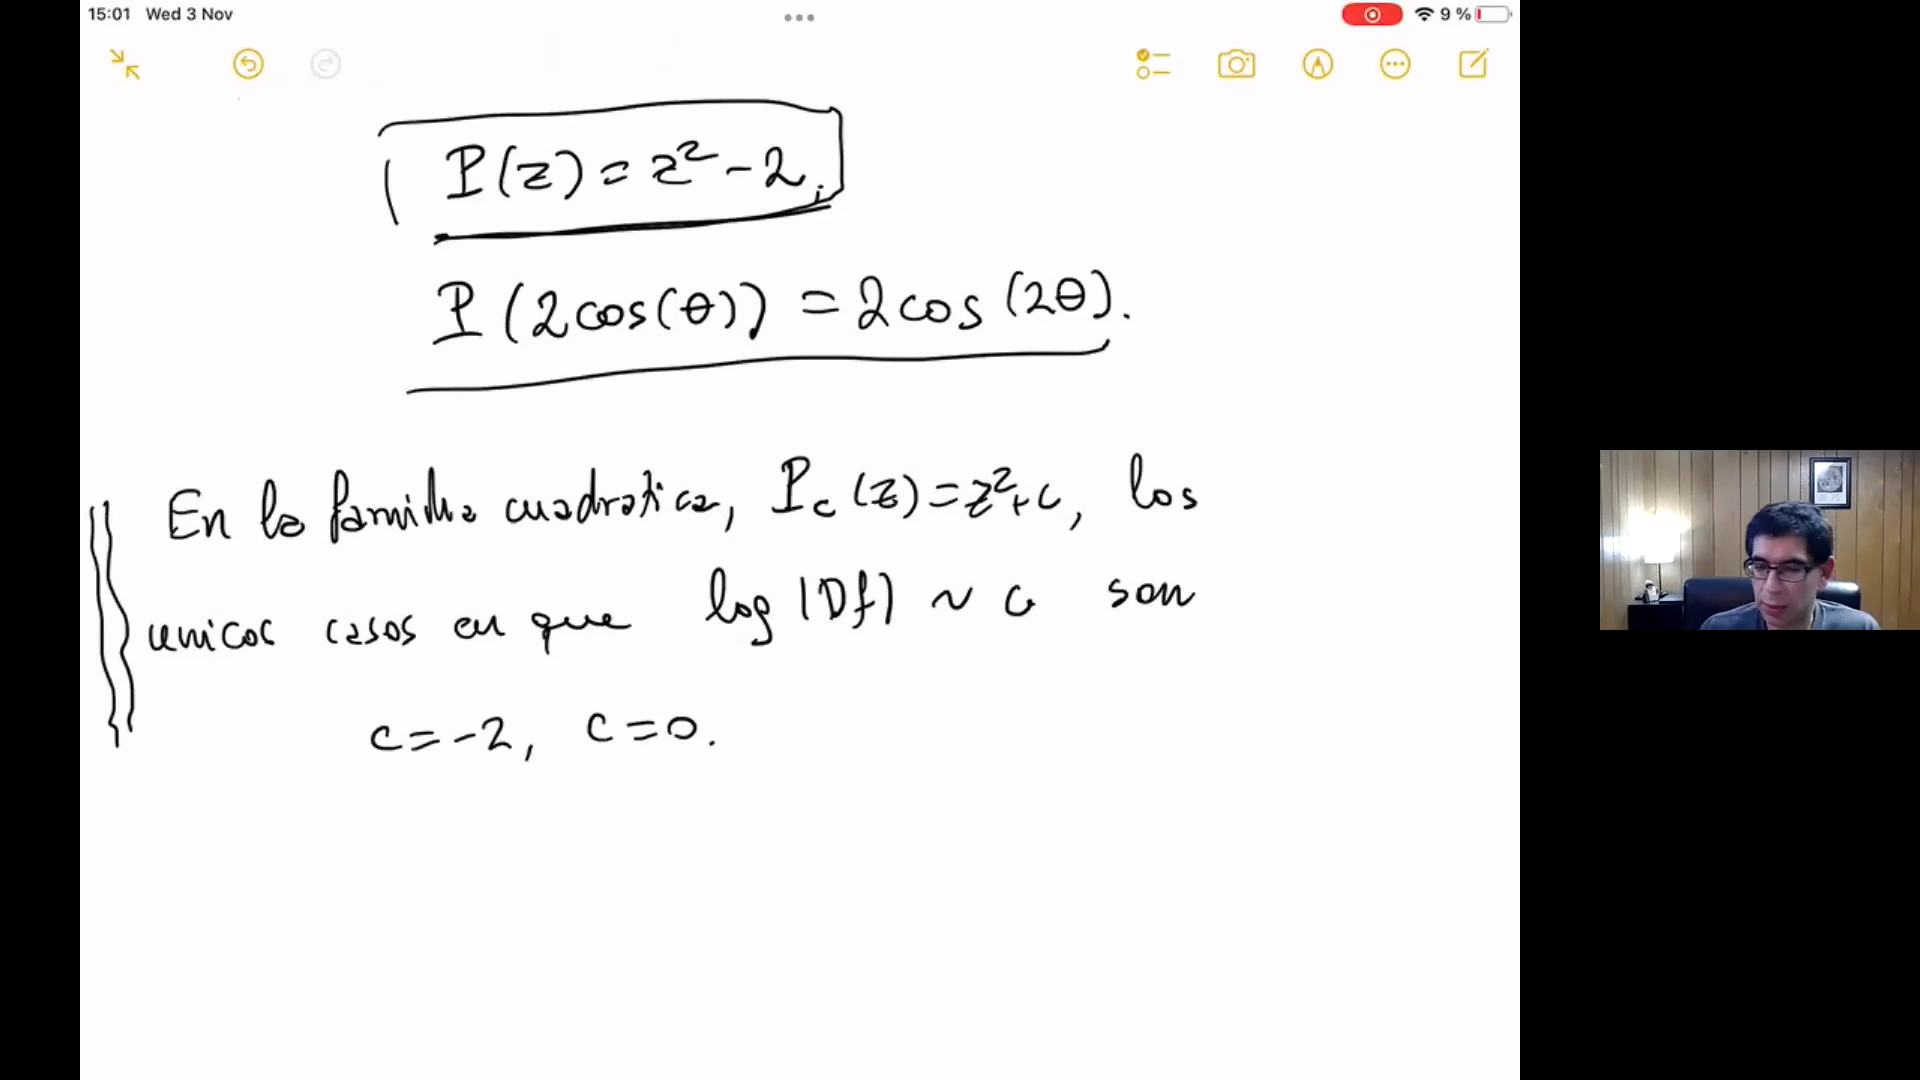 15:01 Wed 3 Nov
9 %
P(z) = z² - 2.
P(2cos(θ)) = 2cos(2θ).
En la familia cuadratica, P_c(z) = z² + c, los
unicos casos en que log |Df| ~ c son
c = -2, c = 0.